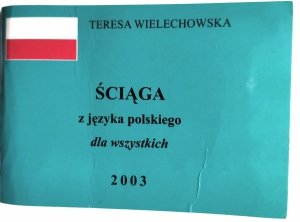 TERESA WIELECHOWSKA
ŚCIĄGA
z języka polskiego
dla wszystkich
2003